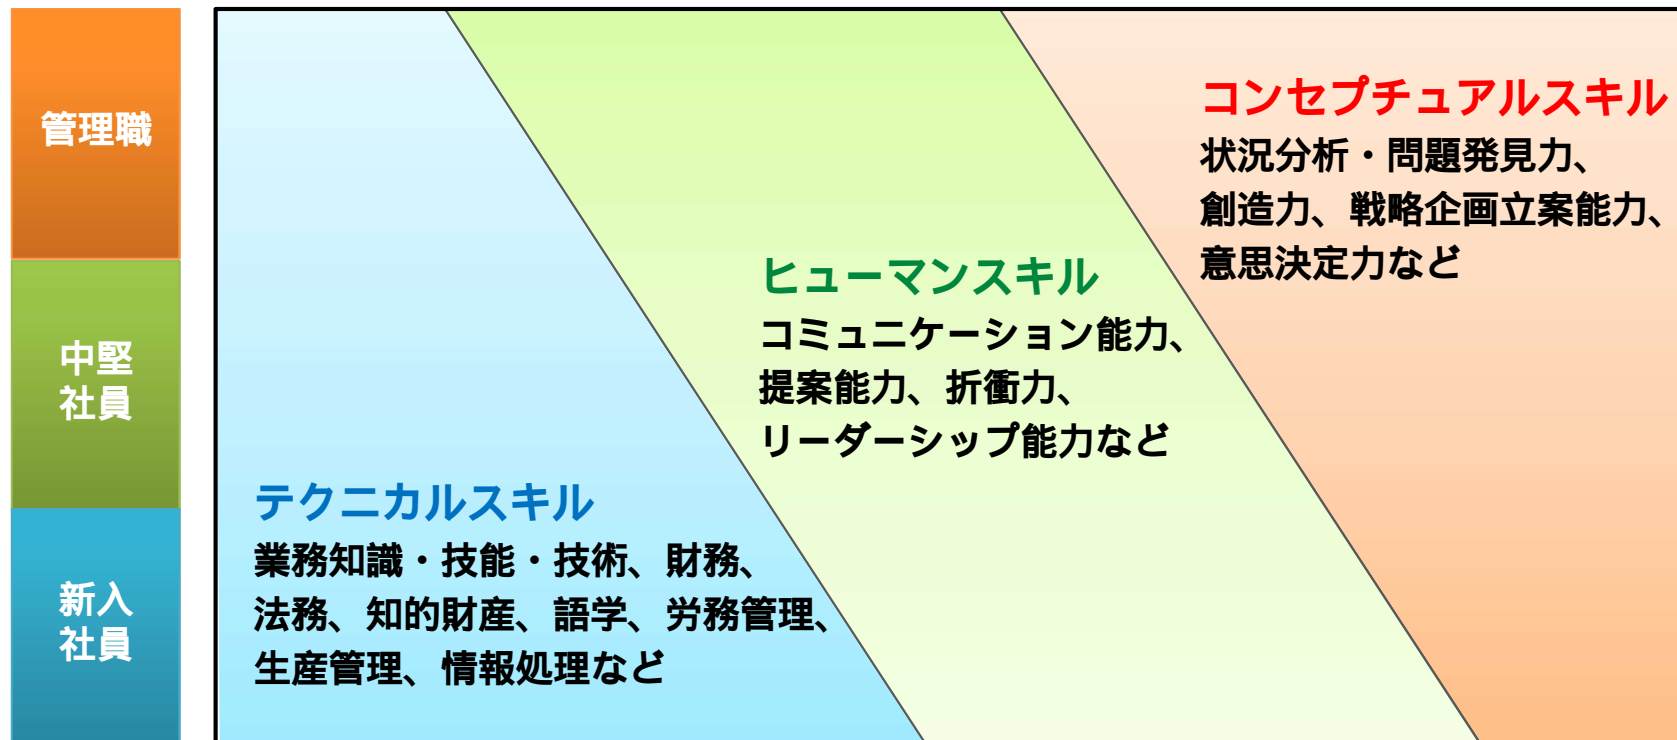 管理職
中堅
社員
新入
社員
コンセプチュアルスキル
状況分析・問題発見力、
創造力、戦略企画立案能力、
意思決定力など
ヒューマンスキル
コミュニケーション能力、
提案能力、折衝力、
リーダーシップ能力など
テクニカルスキル
業務知識・技能・技術、財務、
法務、知的財産、語学、労務管理、
生産管理、情報処理など